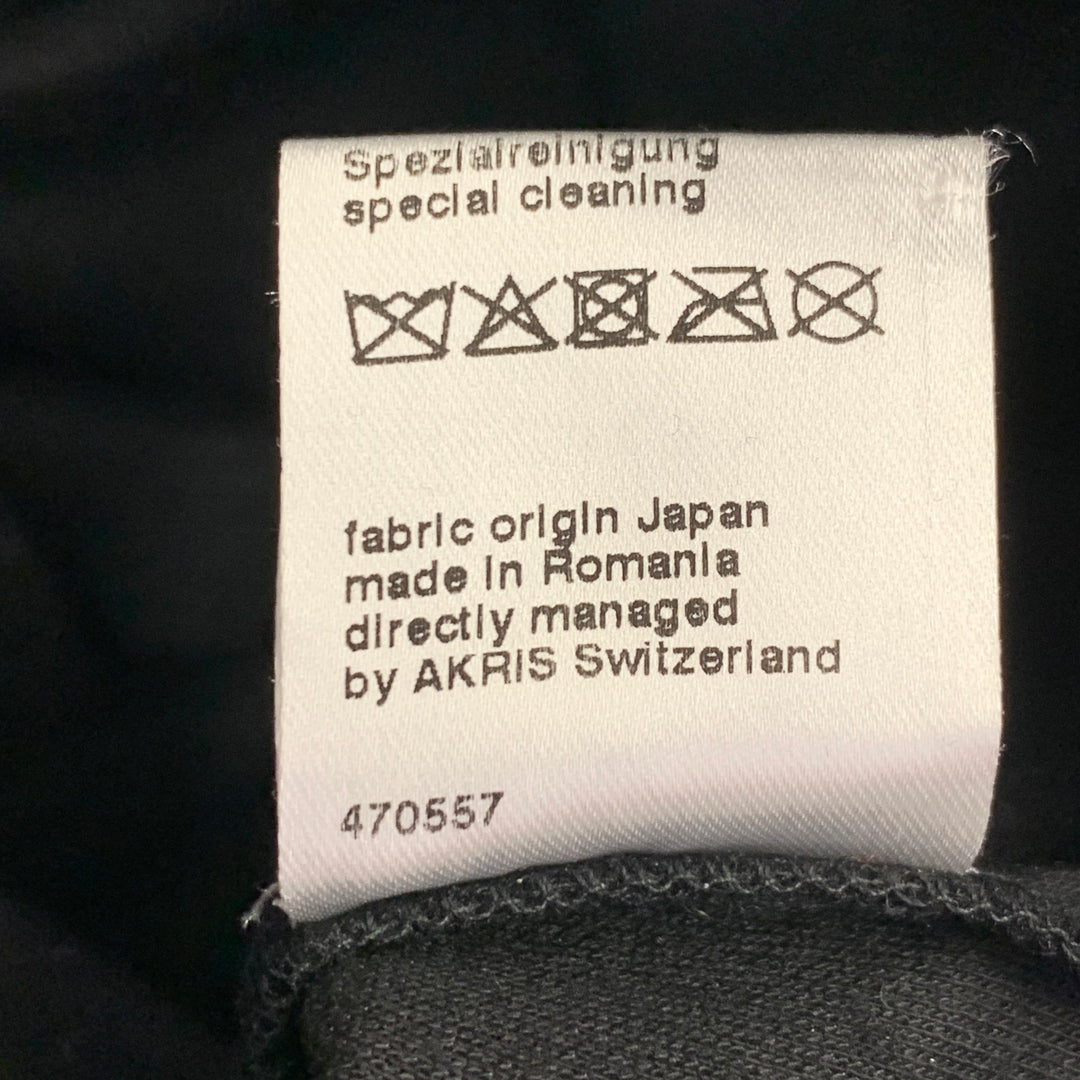 Spezialreinigung
special cleaning
fabric origin Japan
made in Romania
directly managed
by AKRIS Switzerland
470557